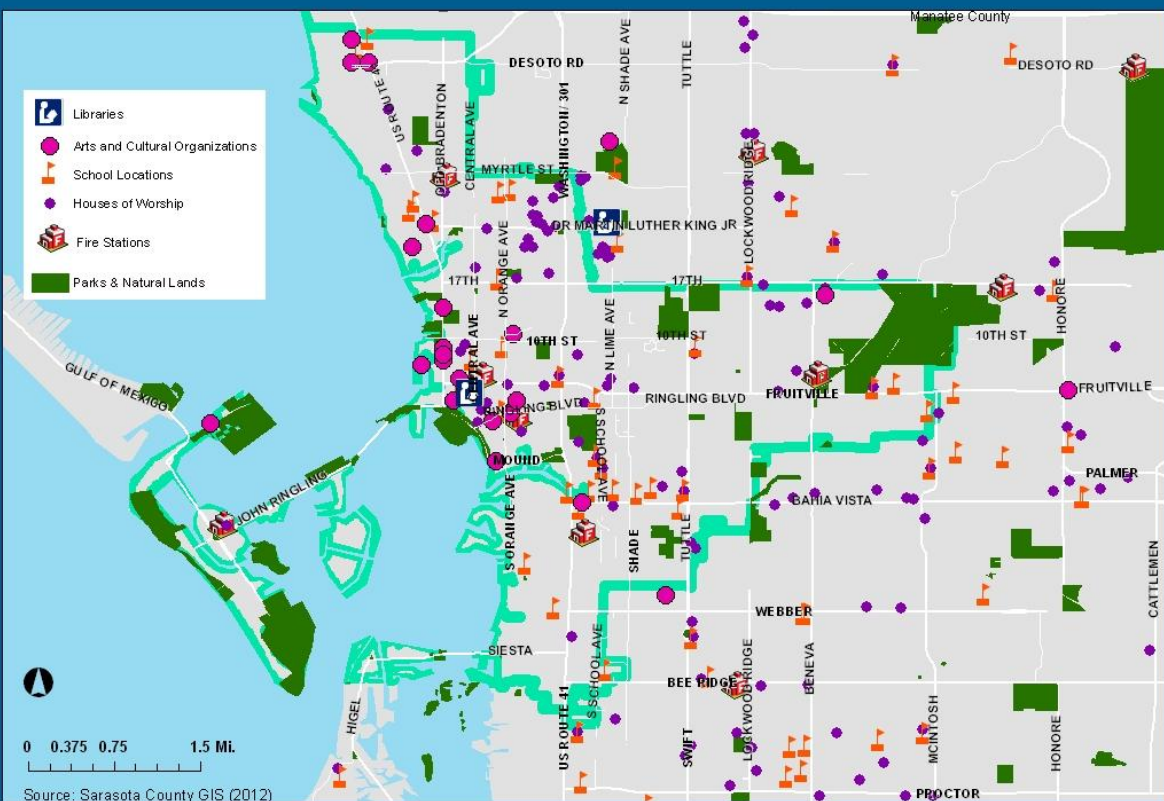 Manatee County
DESOTO RD
DESOTO RD
N SHADE AVE
TUTTLE
US ROUTE 4
OLD BRADENTON
CENTRAL AVE
WASHINGTON / 301
Libraries
Arts and Cultural Organizations
School Locations
Houses of Worship
Fire Stations
Parks & Natural Lands
MYRTLE ST
LOCKWOOD RIDGE
DR MARTIN LUTHER KING JR
N ORANGE AVE
17TH
17TH
HONORE
10TH ST
10TH ST
10TH ST
N LIME AVE
GULF OF MEXICO
RINGLING BLVD
RINGLING BLVD
FRUITVILLE
FRUITVILLE
S SCHOOL AVE
MOUND
PALMER
JOHN RINGLING
BAHIA VISTA
S ORANGE AVE
SHADE
TUTTLE
CATTLEMEN
WEBBER
SIESTA
S SCHOOL AVE
BEE RIDGE
LOCKWOOD RIDGE
BENEVA
HIGEL
US ROUTE 41
SWIFT
MCINTOSH
HONORE
0 0.375 0.75 1.5 Mi.
PROCTOR
Source: Sarasota County GIS (2012)